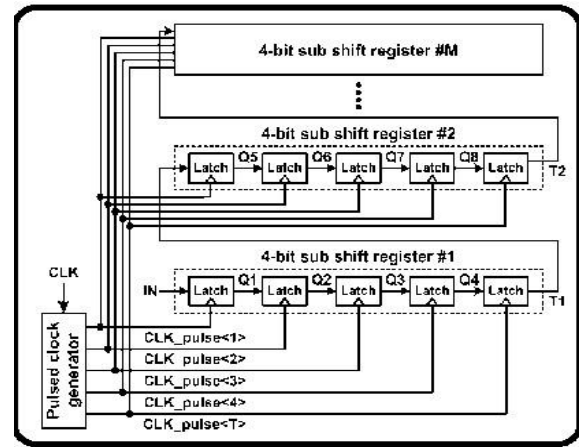 4-bit sub shift register #M
4-bit sub shift register #2
Latch Q5 Latch Q6 Latch Q7 Latch Q8 Latch
T2
4-bit sub shift register #1
CLK
IN Latch Q1 Latch Q2 Latch Q3 Latch Q4 Latch
T1
Pulsed clock
generator
CLK_pulse<1>
CLK_pulse<2>
CLK_pulse<3>
CLK_pulse<4>
CLK_pulse<T>